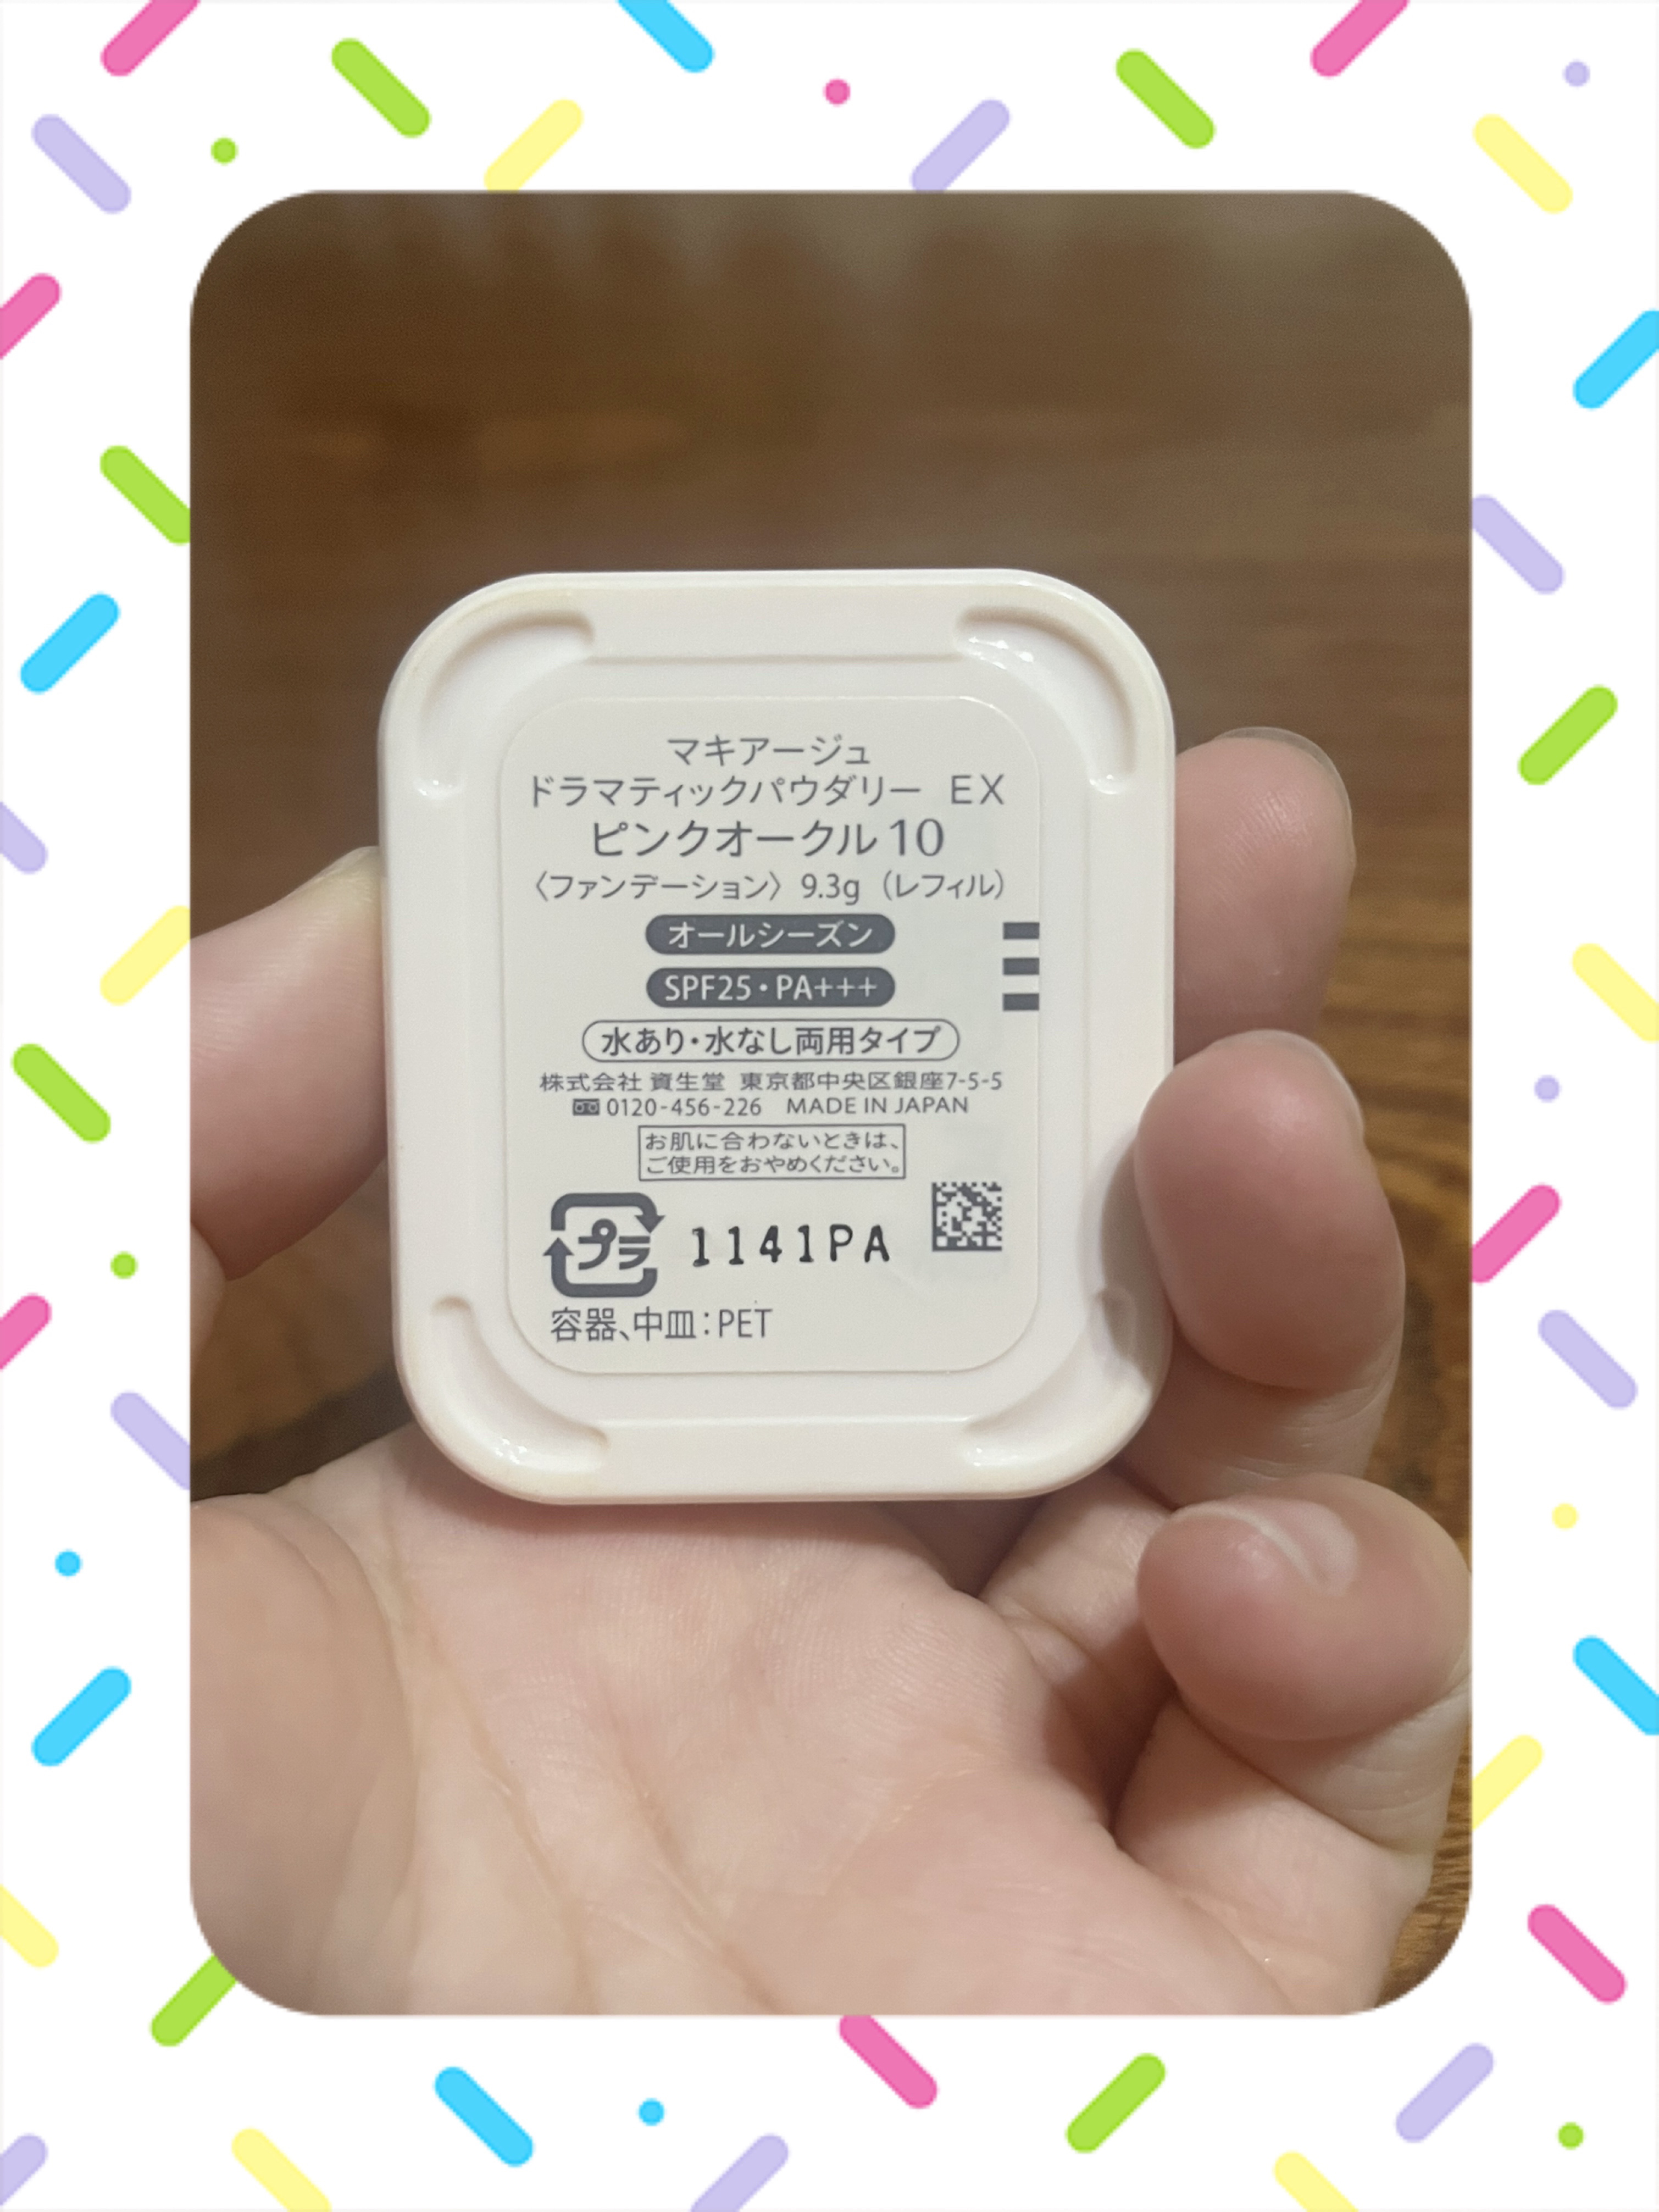 マキアージュ
ドラマティックパウダリー EX
ピンクオークル10
〈ファンデーション〉9.3g（レフィル）
オールシーズン
SPF25・PA+++
水あり・水なし両用タイプ
株式会社 資生堂 東京都中央区銀座7-5-5
0120-456-226 MADE IN JAPAN
お肌に合わないときは、
ご使用をおやめください。
プラ 1141PA
容器、中皿：PET